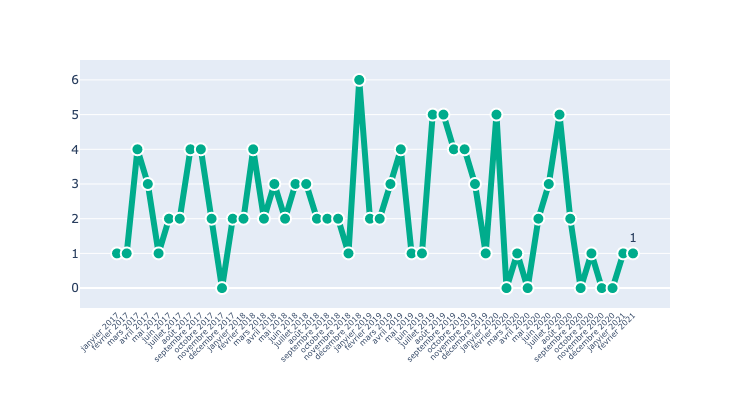 6
5
4
3
2
1
0
1
janvier 2017
février 2017
mars 2017
avril 2017
mai 2017
juin 2017
juillet 2017
août 2017
septembre 2017
octobre 2017
novembre 2017
décembre 2017
janvier 2018
février 2018
mars 2018
avril 2018
mai 2018
juin 2018
juillet 2018
août 2018
septembre 2018
octobre 2018
novembre 2018
décembre 2018
janvier 2019
février 2019
mars 2019
avril 2019
mai 2019
juin 2019
juillet 2019
août 2019
septembre 2019
octobre 2019
novembre 2019
décembre 2019
janvier 2020
février 2020
mars 2020
avril 2020
mai 2020
juin 2020
juillet 2020
août 2020
septembre 2020
octobre 2020
novembre 2020
décembre 2020
janvier 2021
février 2021